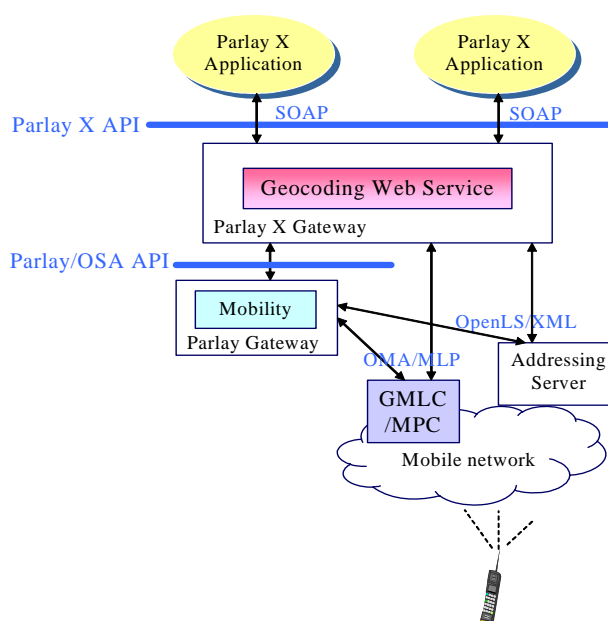 Parlay X
Application
Parlay X
Application
SOAP
SOAP
Parlay X API
Geocoding Web Service
Parlay X Gateway
Parlay/OSA API
Mobility
Parlay Gateway
OpenLS/XML
OMA/MLP
Addressing
Server
GMLC
/MPC
Mobile network